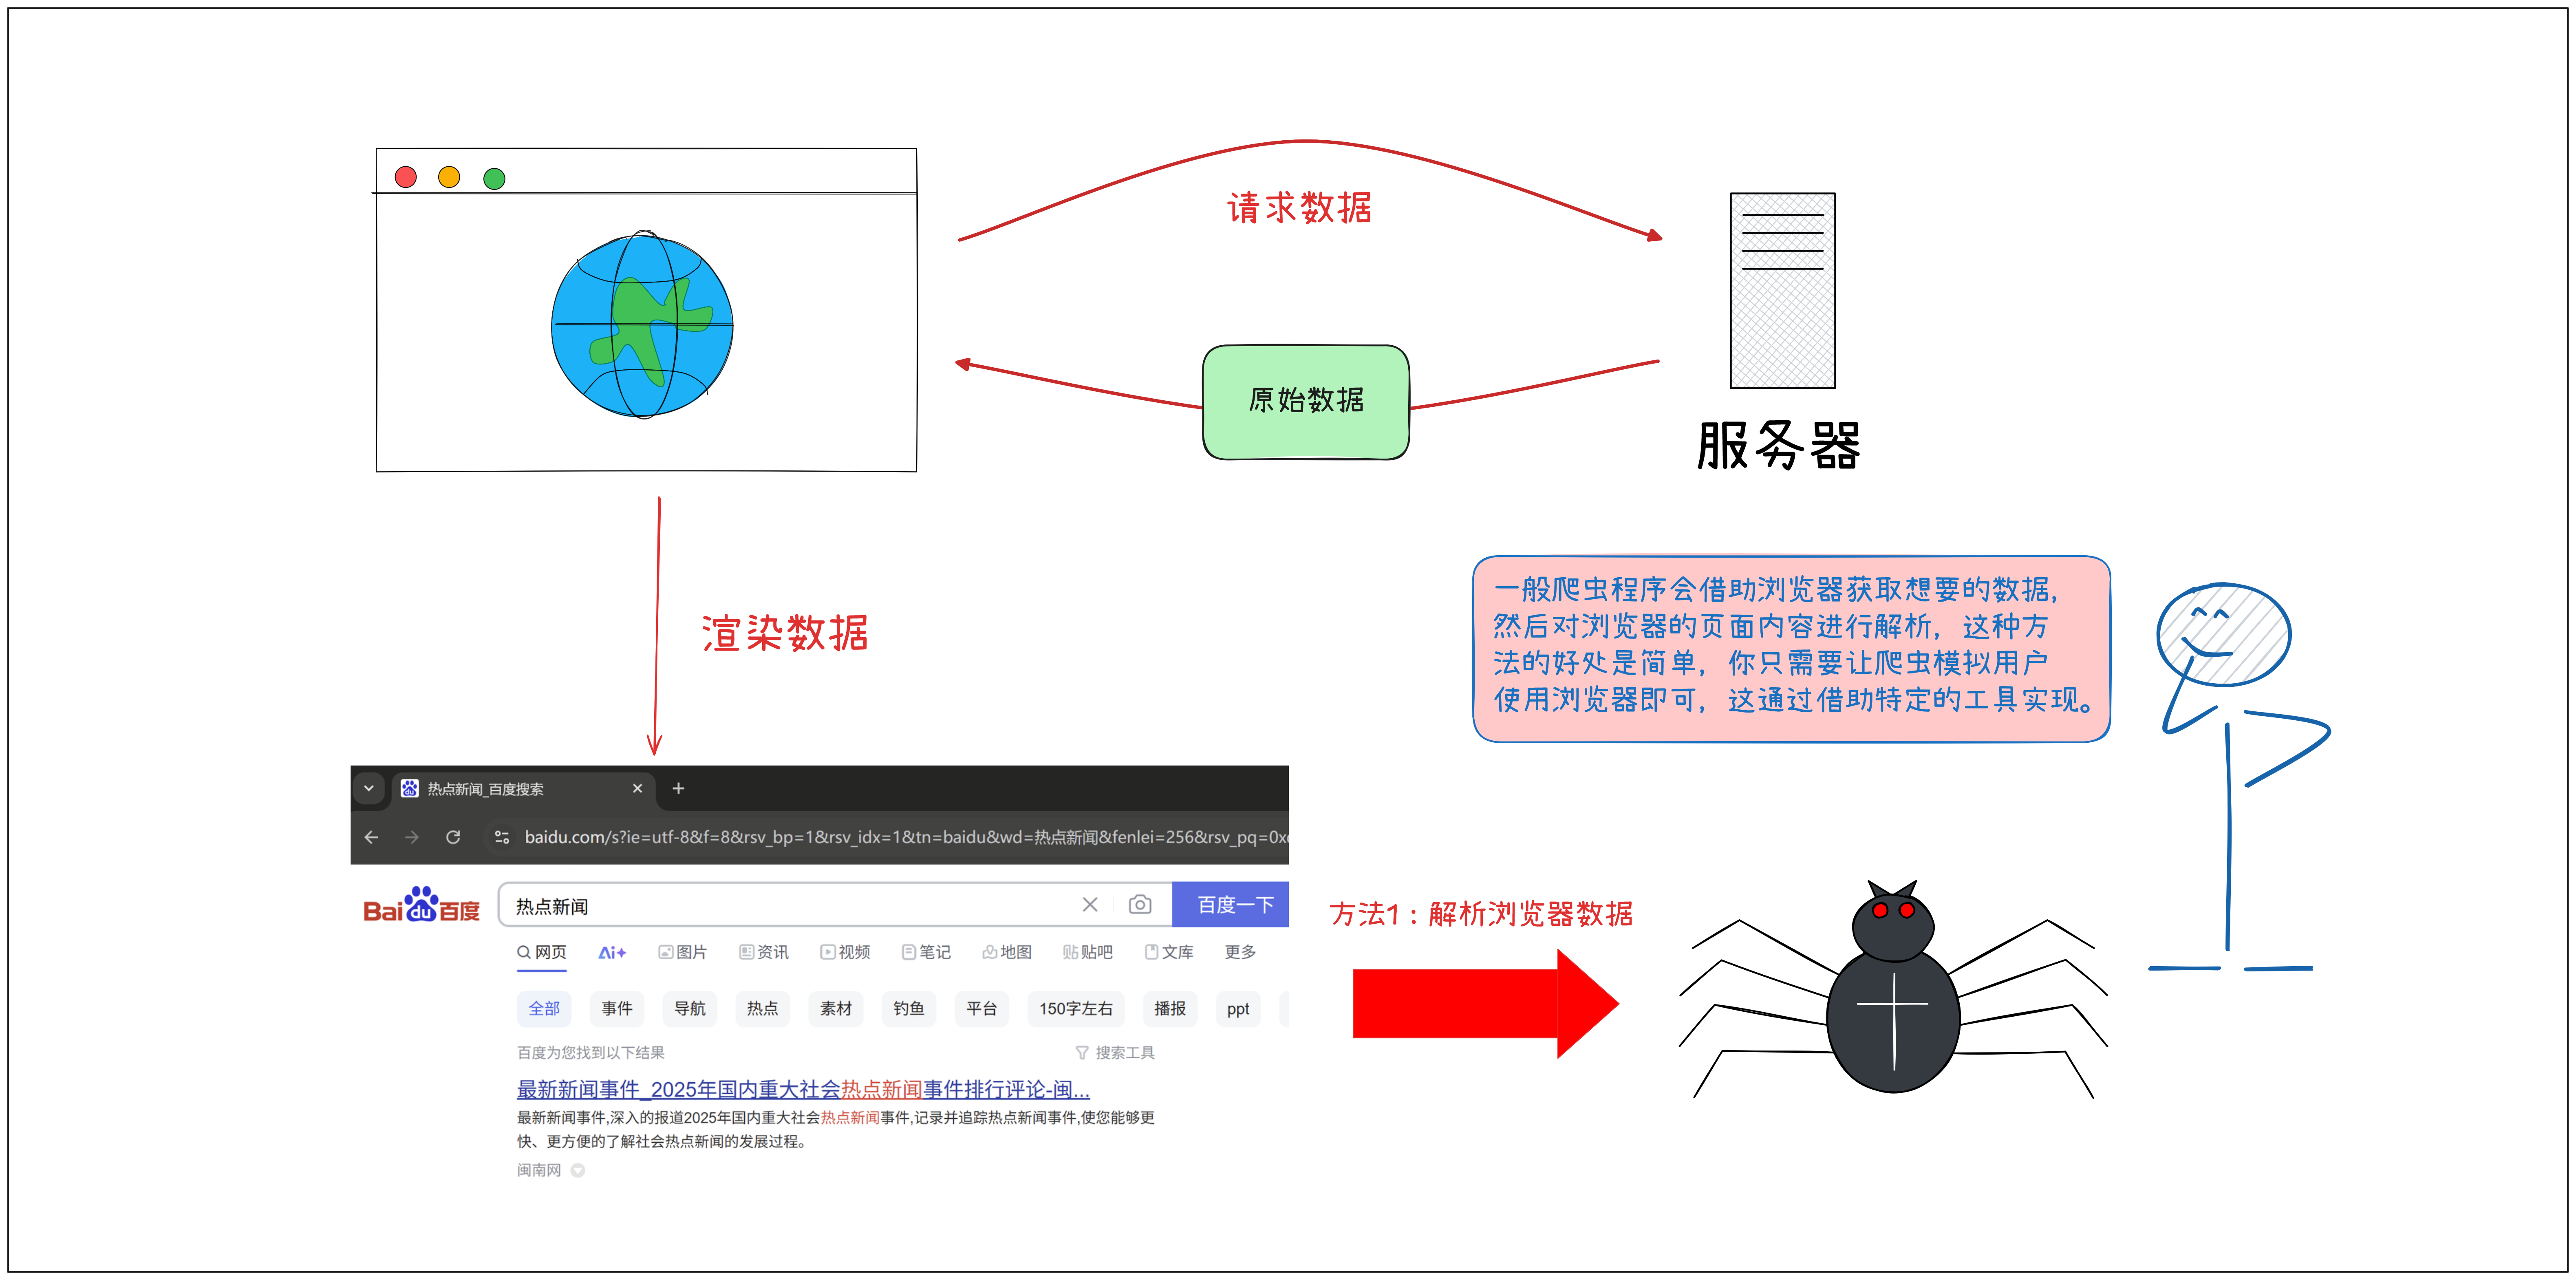 请求数据
原始数据
服务器
渲染数据
一般爬虫程序会借助浏览器获取想要的数据，
然后对浏览器的页面内容进行解析，这种方
法的好处是简单，你只需要让爬虫模拟用户
使用浏览器即可，这通过借助特定的工具实现。
热点新闻_百度搜索
baidu.com/s?ie=utf-8&f=8&rsv_bp=1&rsv_idx=1&tn=baidu&wd=热点新闻&fenlei=256&rsv_pq=0x
Bai du 百度 热点新闻 百度一下
网页 Ai 图片 资讯 视频 笔记 地图 贴吧 文库 更多
全部 事件 导航 热点 素材 钓鱼 平台 150字左右 播报 ppt
百度为您找到以下结果 搜索工具
最新新闻事件_2025年国内重大社会热点新闻事件排行评论-闽...
最新新闻事件,深入的报道2025年国内重大社会热点新闻事件,记录并追踪热点新闻事件,使您能够更
快、更方便的了解社会热点新闻的发展过程。
闽南网
方法1：解析浏览器数据